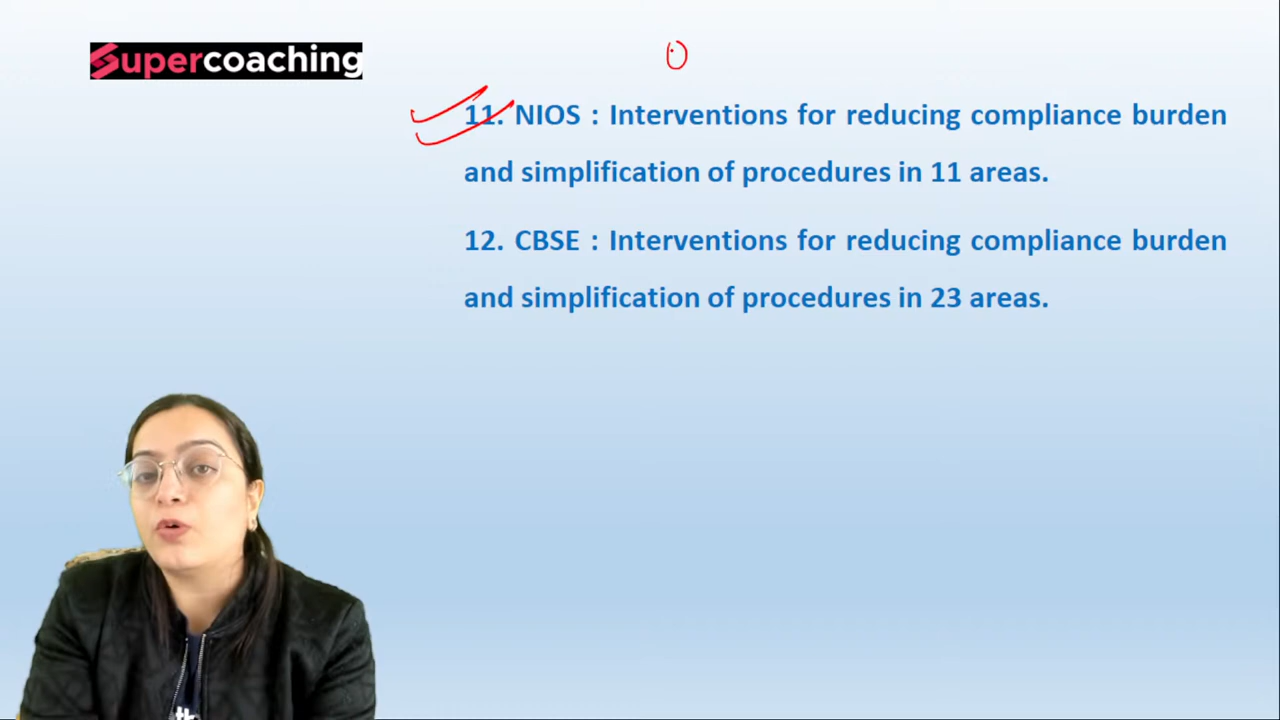 Supercoaching
11. NIOS : Interventions for reducing compliance burden
and simplification of procedures in 11 areas.
12. CBSE : Interventions for reducing compliance burden
and simplification of procedures in 23 areas.